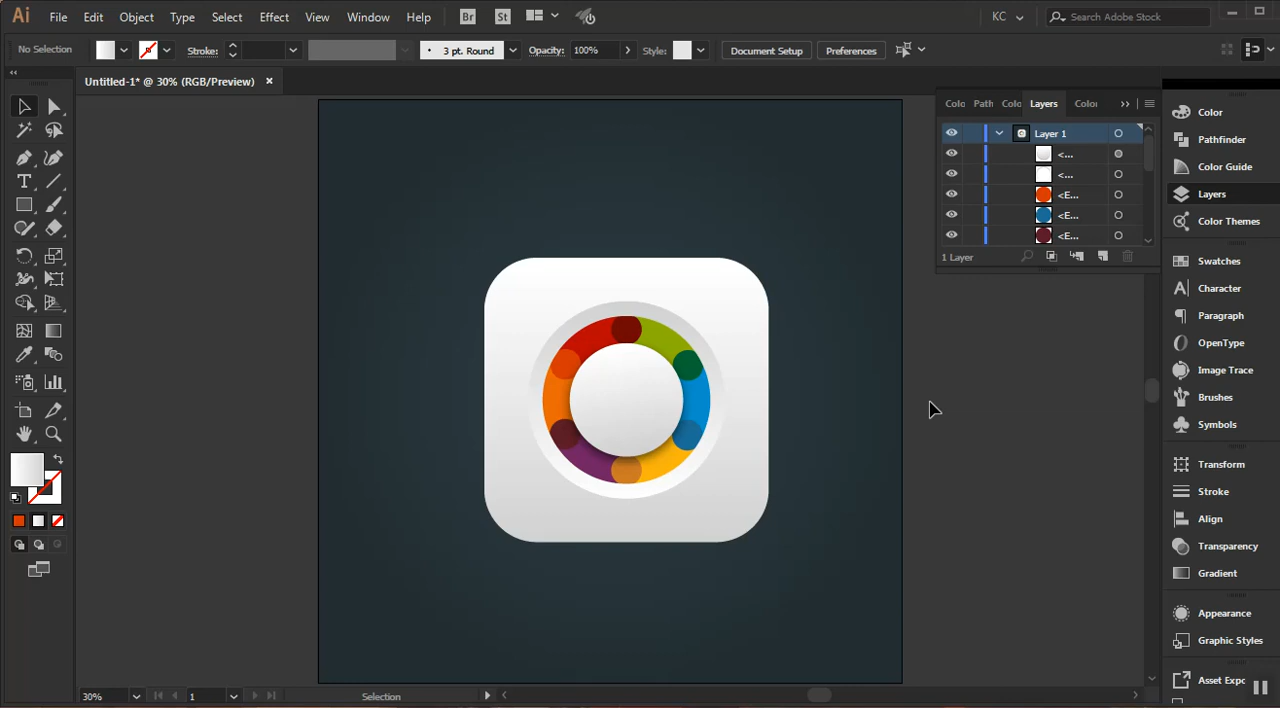 Ai File Edit Object Type Select Effect View Window Help Br St KC Search Adobe Stock
No Selection Stroke: 3 pt. Round Opacity: 100% Style: Document Setup Preferences
Untitled-1* @ 30% (RGB/Preview)
Colo Path Colo Layers Color
Layer 1
<...
<...
<E...
<E...
<E...
1 Layer
Color
Pathfinder
Color Guide
Layers
Color Themes
Swatches
Character
Paragraph
OpenType
Image Trace
Brushes
Symbols
Transform
Stroke
Align
Transparency
Gradient
Appearance
Graphic Styles
Asset Expo
30% 1 Selection